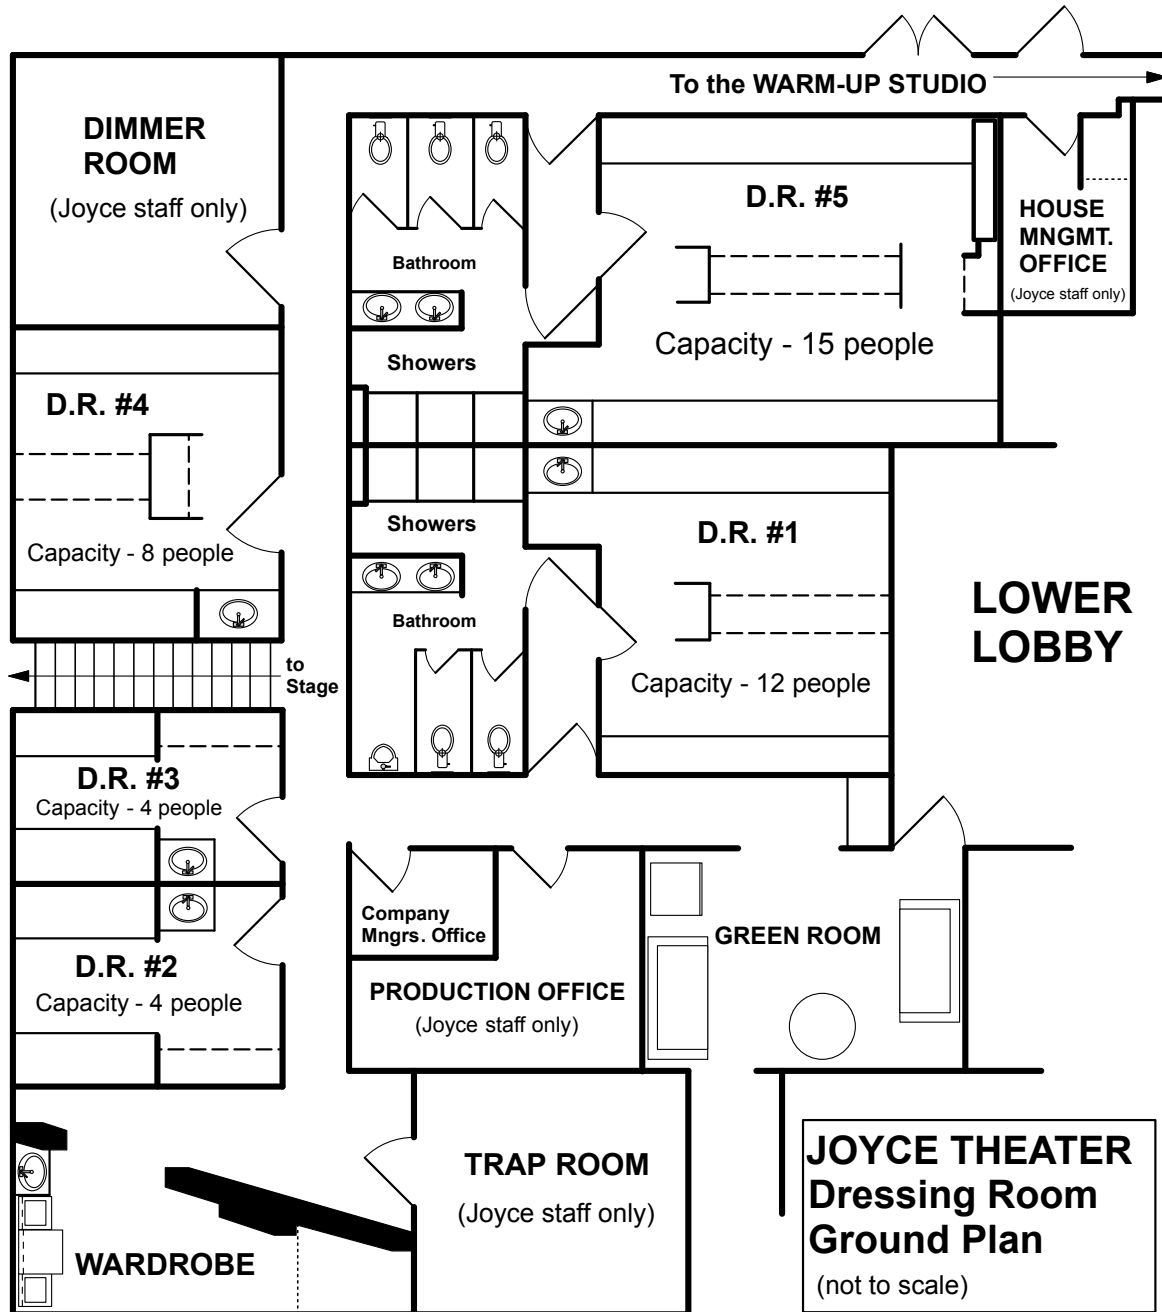 To the WARM-UP STUDIO
DIMMER
ROOM
(Joyce staff only)
D.R. #5
HOUSE
MNGMT.
OFFICE
(Joyce staff only)
Bathroom
Capacity - 15 people
Showers
D.R. #4
Capacity - 8 people
Showers
D.R. #1
LOWER
LOBBY
Bathroom
to
Stage
Capacity - 12 people
D.R. #3
Capacity - 4 people
Company
Mngrs. Office
GREEN ROOM
D.R. #2
Capacity - 4 people
PRODUCTION OFFICE
(Joyce staff only)
TRAP ROOM
(Joyce staff only)
WARDROBE
JOYCE THEATER
Dressing Room
Ground Plan
(not to scale)